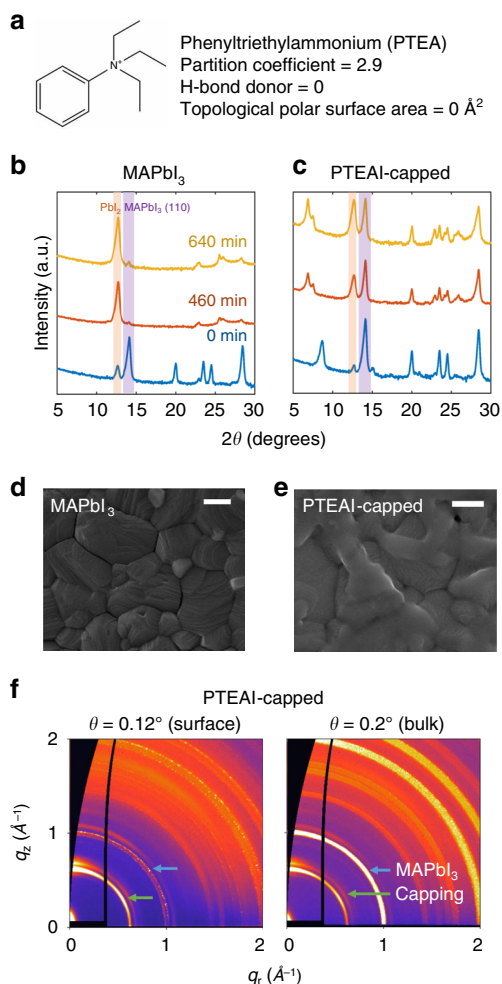 a
N⁺
Phenyltriethylammonium (PTEA)
Partition coefficient = 2.9
H-bond donor = 0
Topological polar surface area = 0 Å²
b
MAPbI₃
c
PTEAI-capped
PbI₂ MAPbI₃ (110)
640 min
460 min
0 min
Intensity (a.u.)
5 10 15 20 25 30
5 10 15 20 25 30
2θ (degrees)
d
MAPbI₃
e
PTEAI-capped
f
PTEAI-capped
θ = 0.12° (surface)
θ = 0.2° (bulk)
2
1
0
q_z (Å⁻¹)
MAPbI₃
Capping
0 1 2
0 1 2
q_r (Å⁻¹)